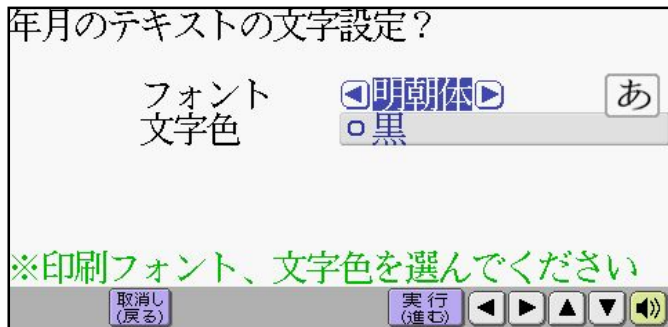 年月のテキストの文字設定？
フォント 明朝体 あ
文字色 黒
※印刷フォント、文字色を選んでください
取消し 実行
(戻る) (進む)